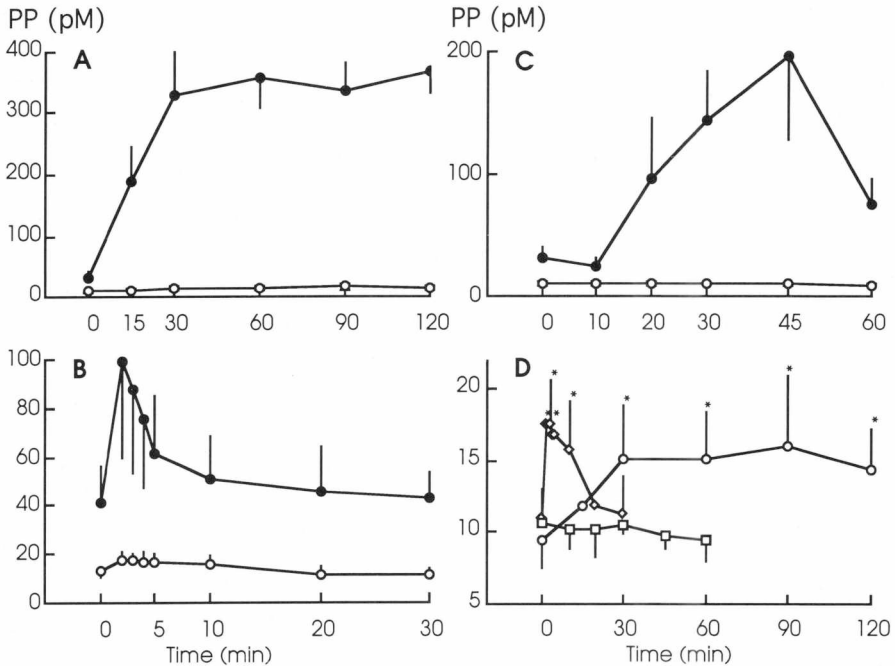 PP (pM)
PP (pM)
A
400
300
200
100
0
0 15 30 60 90 120
C
200
100
0
0 10 20 30 45 60
B
100
80
60
40
20
0
0 5 10 20 30
Time (min)
D
20
15
10
5
* * * * * * * *
0 30 60 90 120
Time (min)